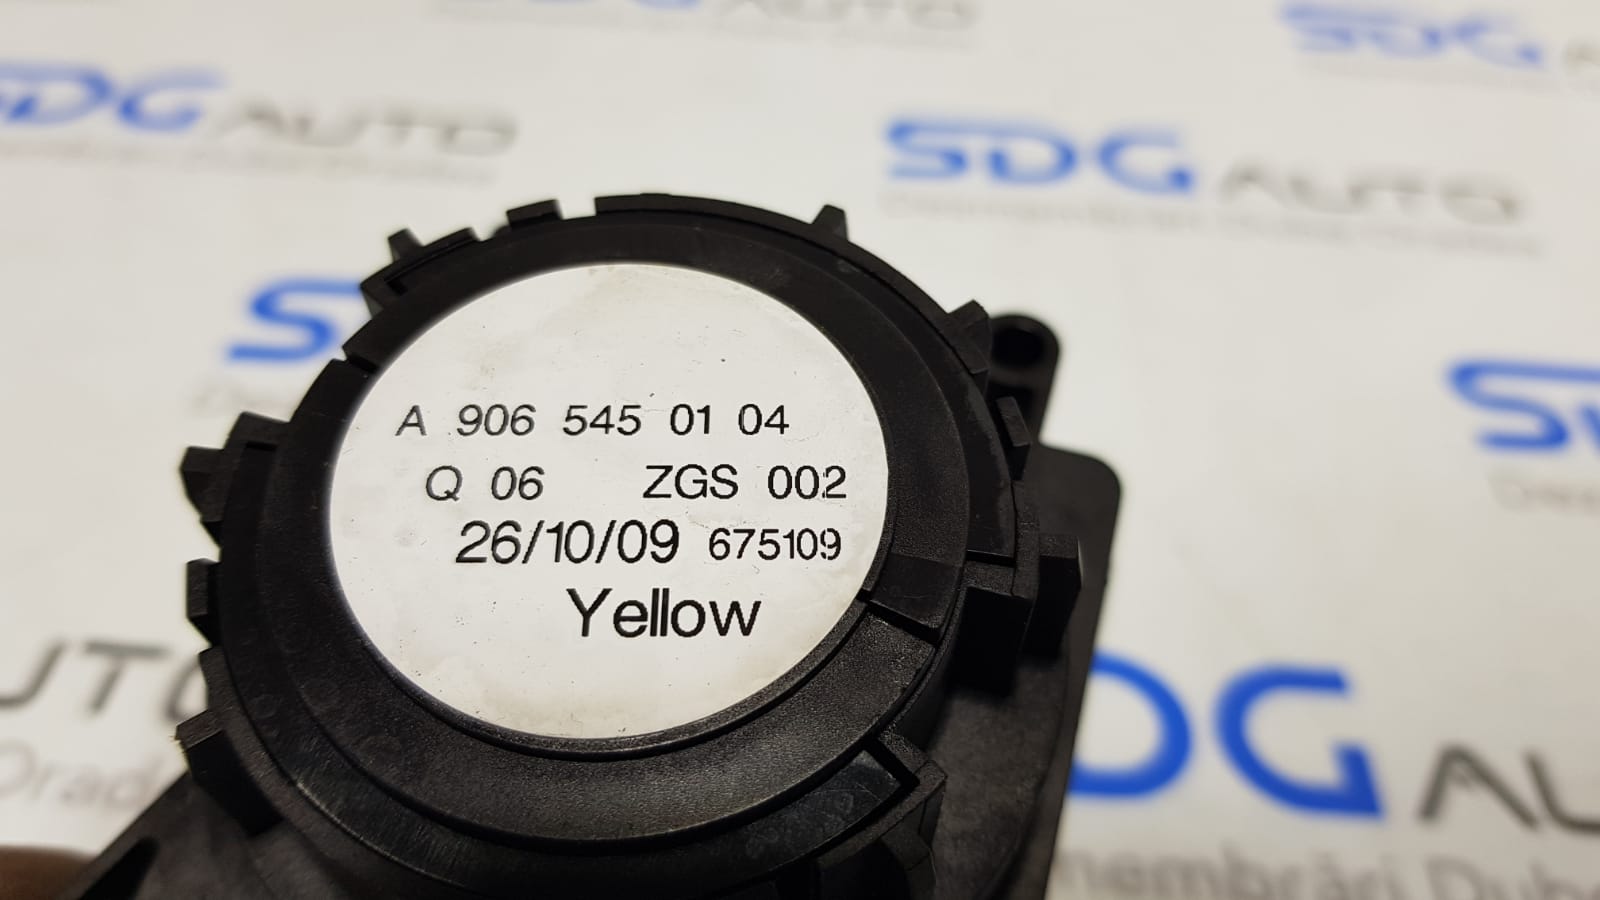 SDG AUTO
SDG AUTO
SDG AUTO
A 906 545 01 04
Q 06 ZGS 002
26/10/09 675109
Yellow
SDG AU